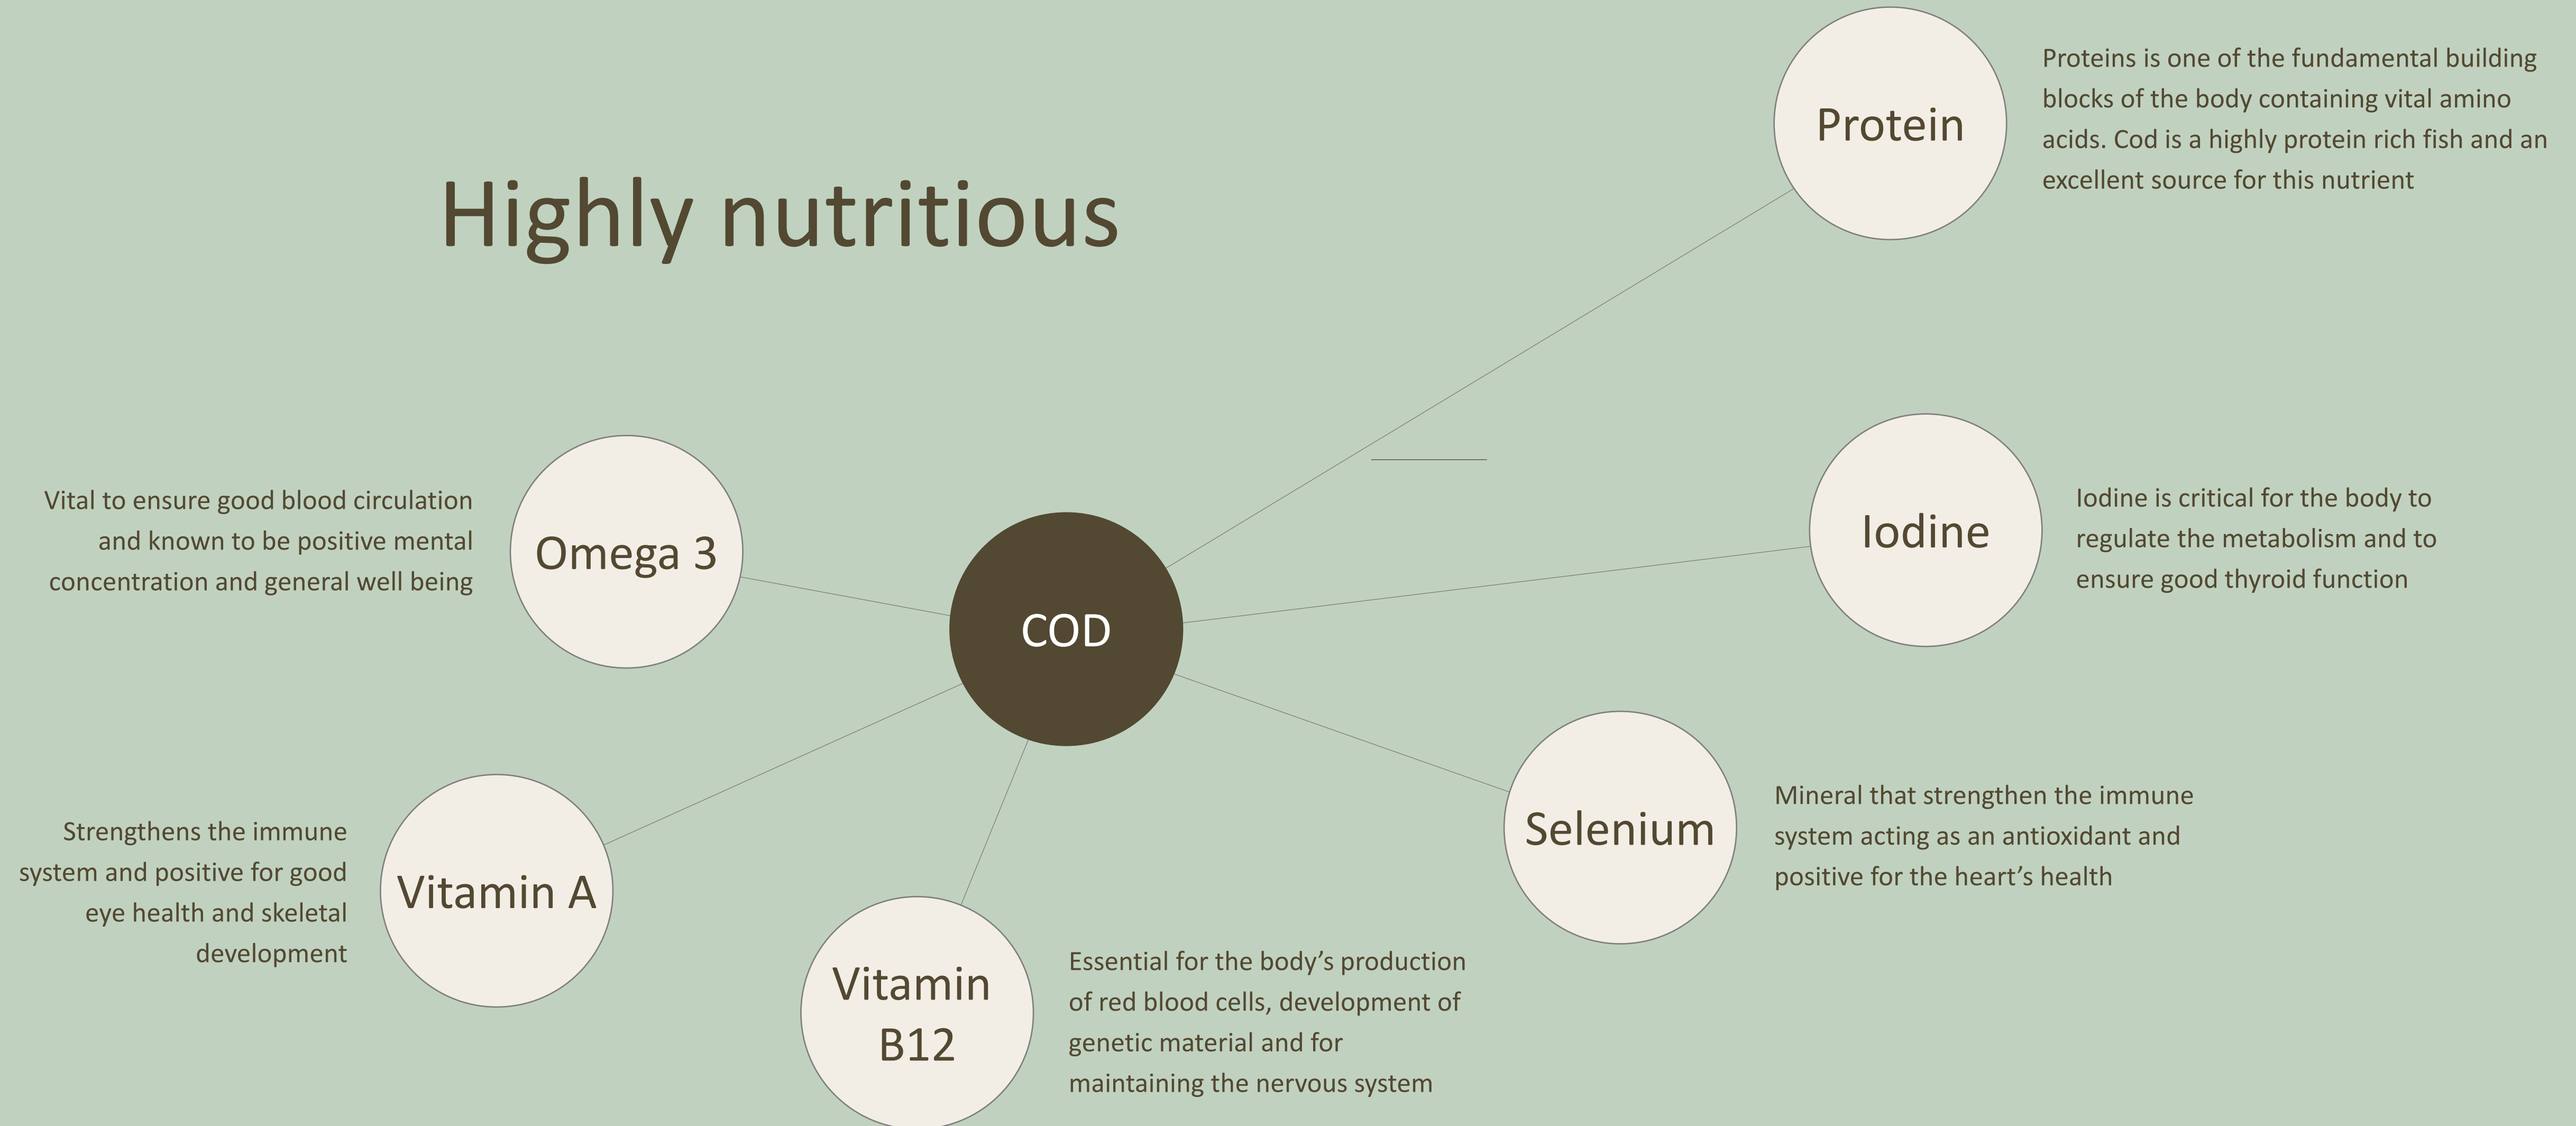 Highly nutritious
Protein
Proteins is one of the fundamental building
blocks of the body containing vital amino
acids. Cod is a highly protein rich fish and an
excellent source for this nutrient
Vital to ensure good blood circulation
and known to be positive mental
concentration and general well being
Omega 3
COD
Iodine
Iodine is critical for the body to
regulate the metabolism and to
ensure good thyroid function
Strengthens the immune
system and positive for good
eye health and skeletal
development
Vitamin A
Vitamin
B12
Essential for the body’s production
of red blood cells, development of
genetic material and for
maintaining the nervous system
Selenium
Mineral that strengthen the immune
system acting as an antioxidant and
positive for the heart’s health